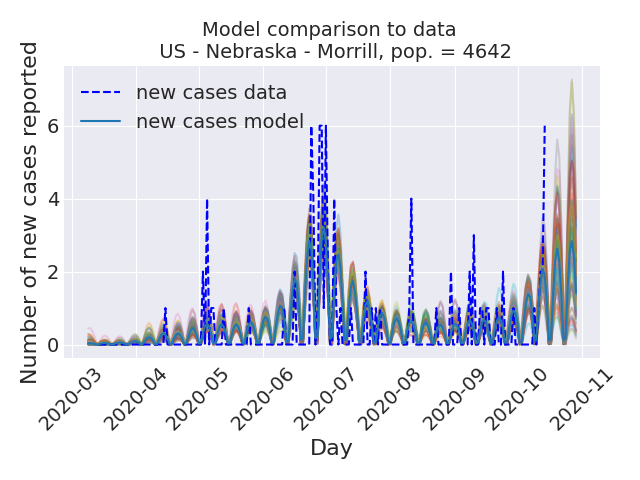 Model comparison to data
US - Nebraska - Morrill, pop. = 4642
Number of new cases reported
new cases data
new cases model
6
4
2
0
2020-03
2020-04
2020-05
2020-06
2020-07
2020-08
2020-09
2020-10
2020-11
Day